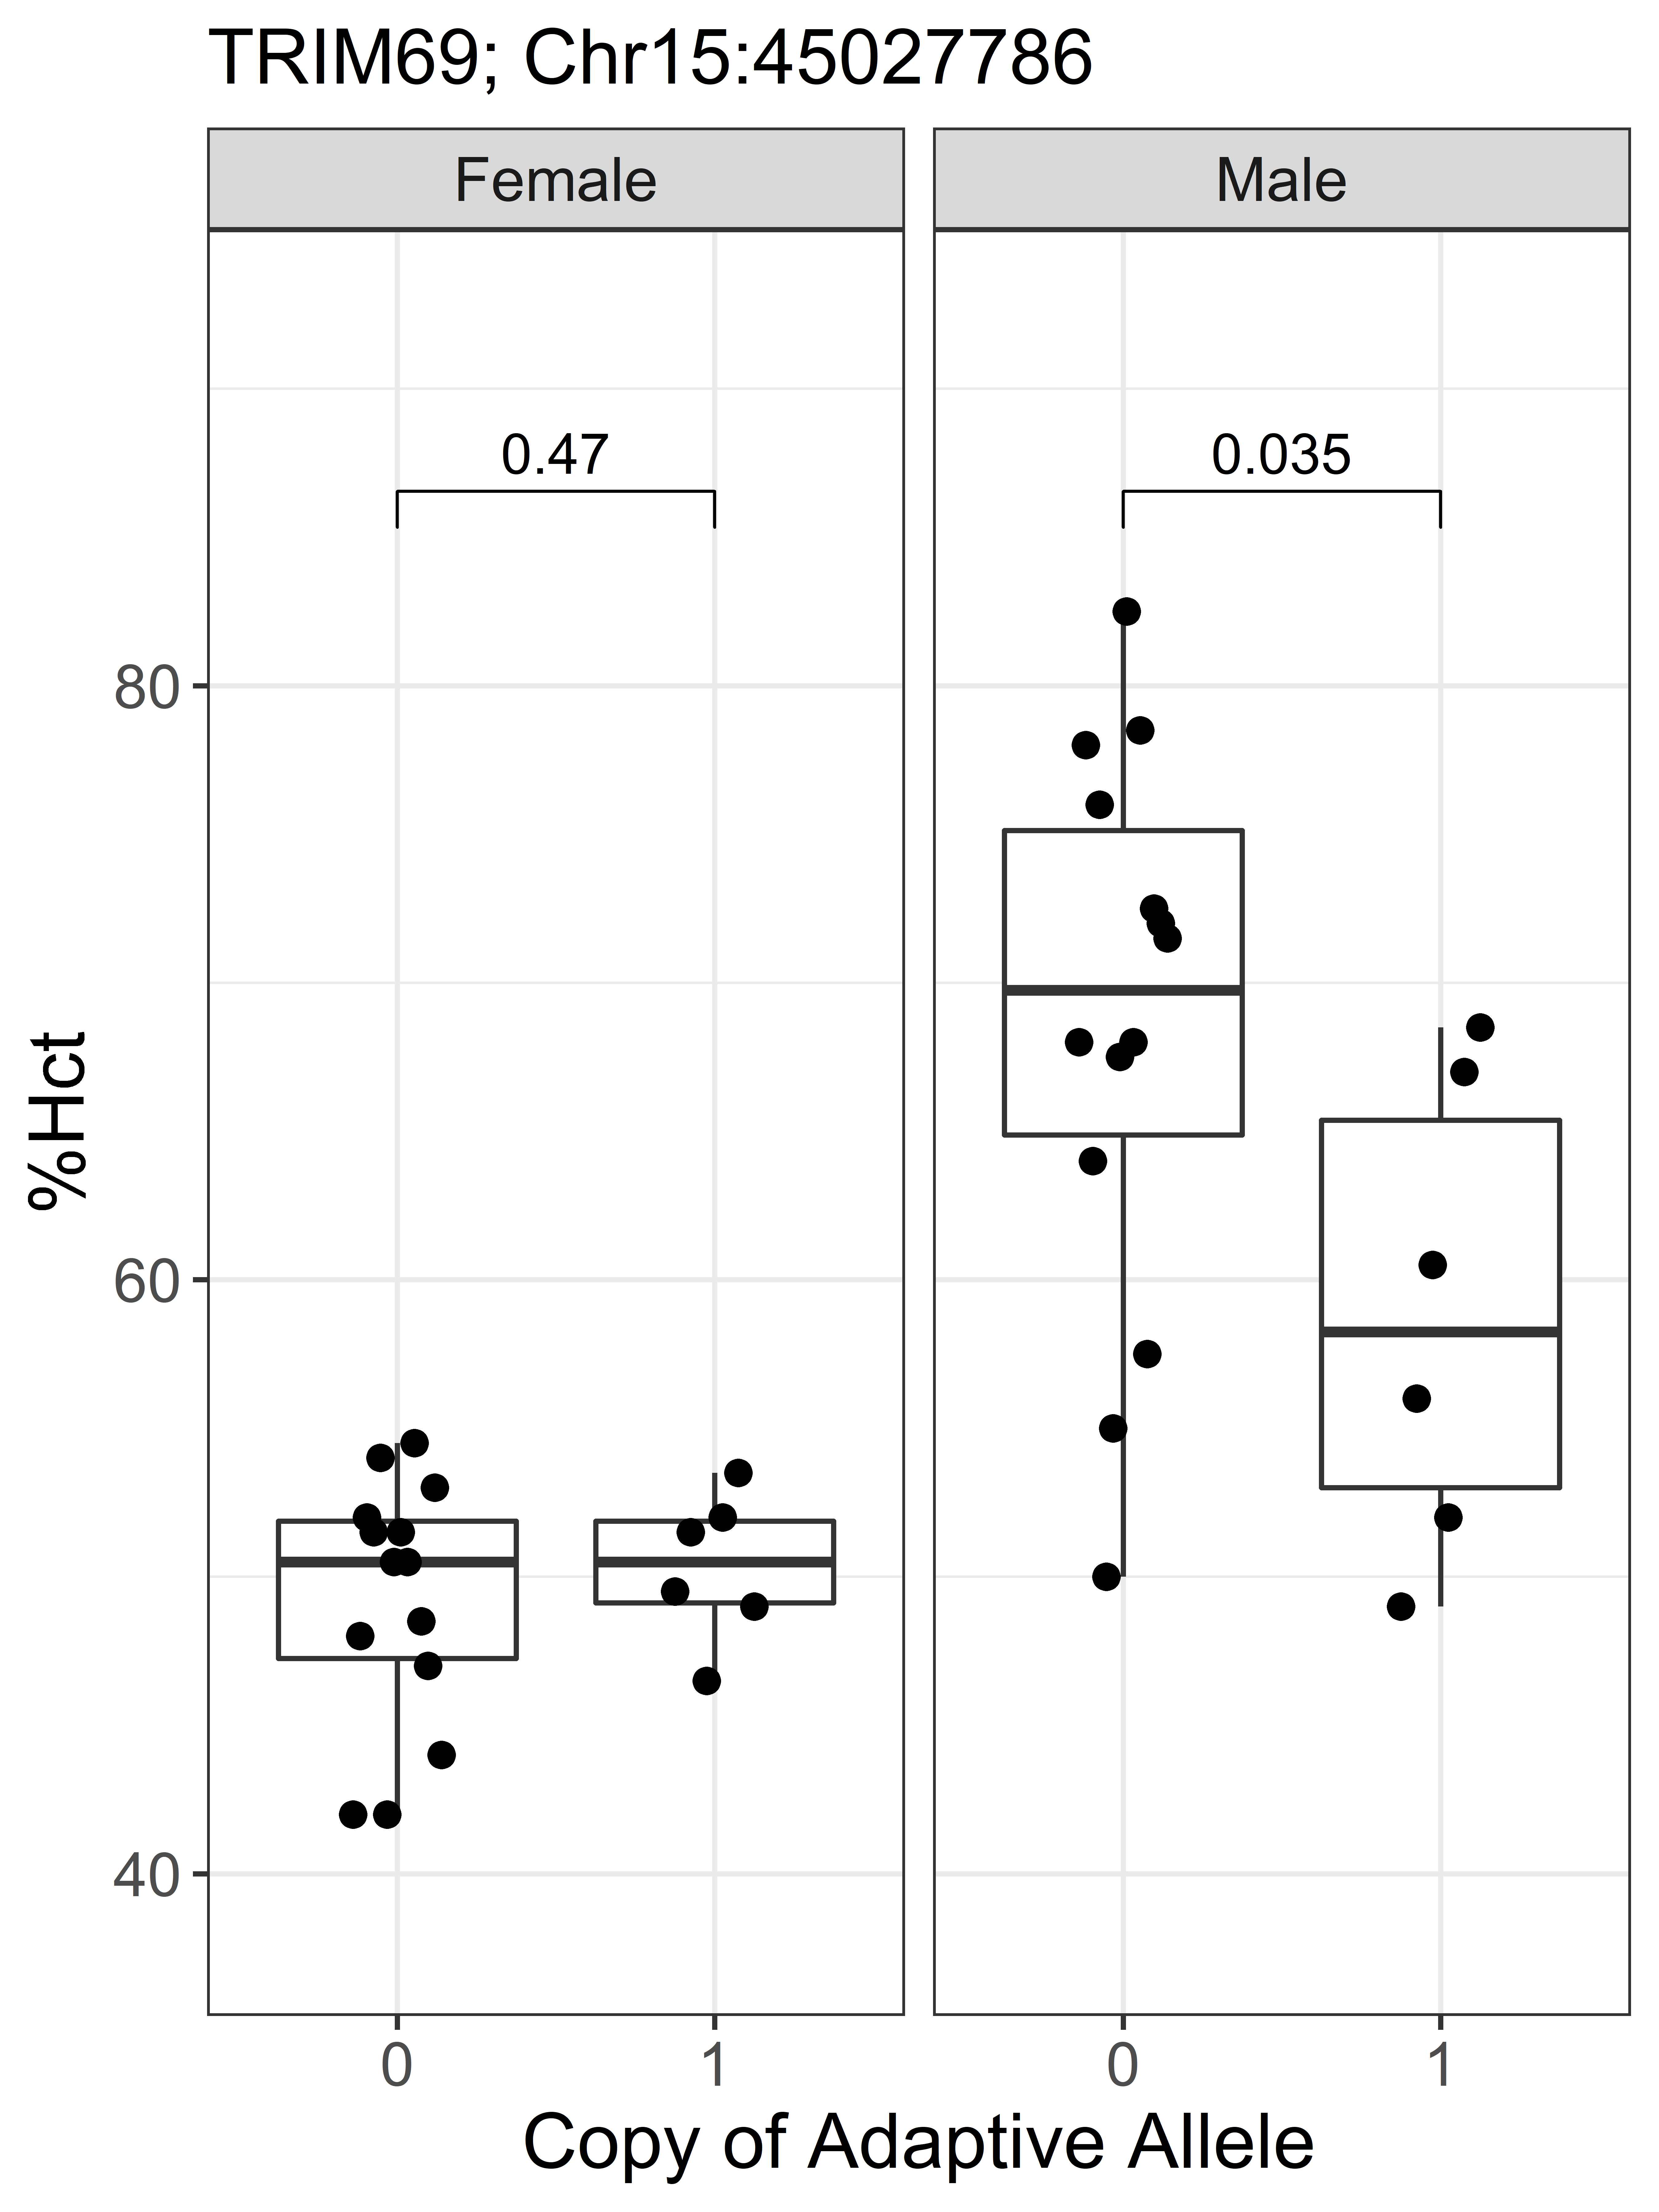 TRIM69; Chr15:45027786
Female
Male
0.47
0.035
%Hct
80
60
40
0
1
0
1
Copy of Adaptive Allele